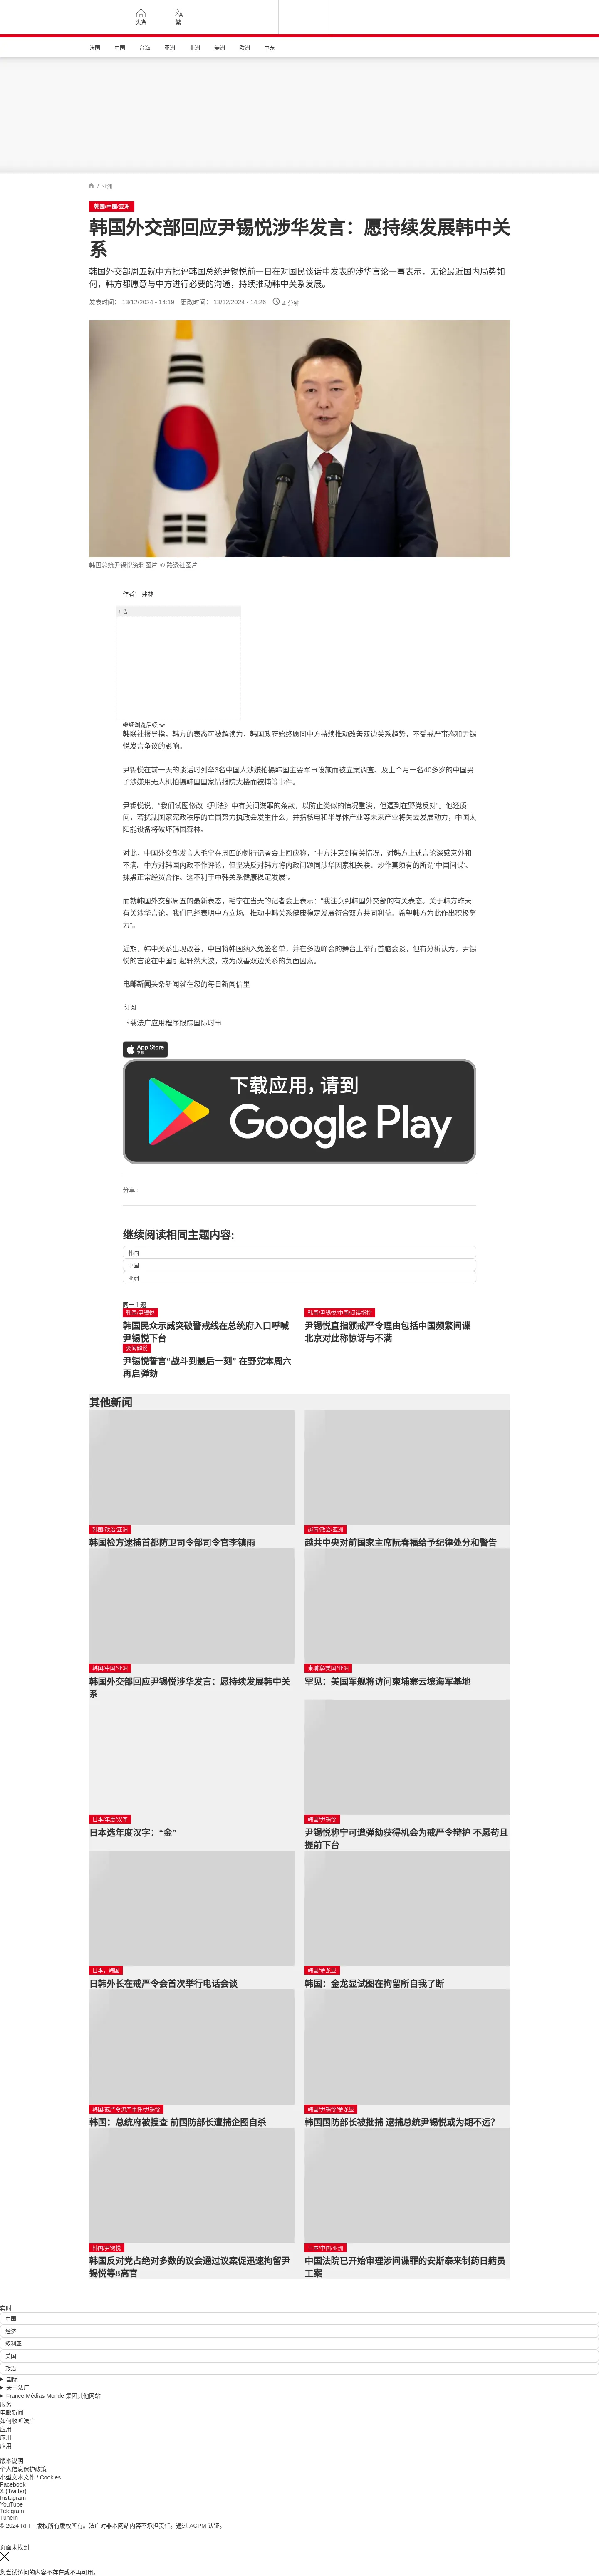 头条
繁
法国
中国
台海
亚洲
非洲
美洲
欧洲
中东
/ 亚洲
韩国/中国/亚洲
韩国外交部回应尹锡悦涉华发言：愿持续发展韩中关
系
韩国外交部周五就中方批评韩国总统尹锡悦前一日在对国民谈话中发表的涉华言论一事表示，无论最近国内局势如
何，韩方都愿意与中方进行必要的沟通，持续推动韩中关系发展。
发表时间： 13/12/2024 - 14:19 更改时间： 13/12/2024 - 14:26 4 分钟
韩国总统尹锡悦资料图片 © 路透社图片
作者： 弗林
广告
继续浏览后续
韩联社报导指，韩方的表态可被解读为，韩国政府始终愿同中方持续推动改善双边关系趋势，不受戒严事态和尹锡
悦发言争议的影响。
尹锡悦在前一天的谈话时列举3名中国人涉嫌拍摄韩国主要军事设施而被立案调查、及上个月一名40多岁的中国男
子涉嫌用无人机拍摄韩国国家情报院大楼而被捕等事件。
尹锡悦说，“我们试图修改《刑法》中有关间谍罪的条款，以防止类似的情况重演，但遭到在野党反对”。他还质
问，若扰乱国家宪政秩序的亡国势力执政会发生什么，并指核电和半导体产业等未来产业将失去发展动力，中国太
阳能设备将破坏韩国森林。
对此，中国外交部发言人毛宁在周四的例行记者会上回应称，“中方注意到有关情况，对韩方上述言论深感意外和
不满。中方对韩国内政不作评论，但坚决反对韩方将内政问题同涉华因素相关联、炒作莫须有的所谓‘中国间谍’、
抹黑正常经贸合作。这不利于中韩关系健康稳定发展”。
而就韩国外交部周五的最新表态，毛宁在当天的记者会上表示：“我注意到韩国外交部的有关表态。关于韩方昨天
有关涉华言论，我们已经表明中方立场。推动中韩关系健康稳定发展符合双方共同利益。希望韩方为此作出积极努
力”。
近期，韩中关系出现改善，中国将韩国纳入免签名单，并在多边峰会的舞台上举行首脑会谈，但有分析认为，尹锡
悦的言论在中国引起轩然大波，或为改善双边关系的负面因素。
电邮新闻头条新闻就在您的每日新闻信里
订阅
下载法广应用程序跟踪国际时事
App Store
下载
下载应用，请到
Google Play
分享 :
继续阅读相同主题内容:
韩国
中国
亚洲
同一主题
韩国/尹锡悦
韩国民众示威突破警戒线在总统府入口呼喊
尹锡悦下台
韩国/尹锡悦/中国/间谍指控
尹锡悦直指颁戒严令理由包括中国频繁间谍
北京对此称惊讶与不满
要闻解说
尹锡悦誓言“战斗到最后一刻” 在野党本周六
再启弹劾
其他新闻
韩国/政治/亚洲
韩国检方逮捕首都防卫司令部司令官李镇雨
越南/政治/亚洲
越共中央对前国家主席阮春福给予纪律处分和警告
韩国/中国/亚洲
韩国外交部回应尹锡悦涉华发言：愿持续发展韩中关
系
柬埔寨/美国/亚洲
罕见：美国军舰将访问柬埔寨云壤海军基地
日本/年度/汉字
日本选年度汉字：“金”
韩国/尹锡悦
尹锡悦称宁可遭弹劾获得机会为戒严令辩护 不愿苟且
提前下台
日本，韩国
日韩外长在戒严令会首次举行电话会谈
韩国/金龙显
韩国：金龙显试图在拘留所自我了断
韩国/戒严令流产事件/尹锡悦
韩国：总统府被搜查 前国防部长遭捕企图自杀
韩国/尹锡悦/金龙显
韩国国防部长被批捕 逮捕总统尹锡悦或为期不远？
韩国/尹锡悦
韩国反对党占绝对多数的议会通过议案促迅速拘留尹
锡悦等8高官
日本/中国/亚洲
中国法院已开始审理涉间谍罪的安斯泰来制药日籍员
工案
实时
中国
经济
叙利亚
美国
政治
国际
关于法广
France Médias Monde 集团其他网站
服务
电邮新闻
如何收听法广
应用
应用
应用
版本说明
个人信息保护政策
小型文本文件 / Cookies
Facebook
X (Twitter)
Instagram
YouTube
Telegram
TuneIn
© 2024 RFI – 版权所有版权所有。法广对非本网站内容不承担责任。通过 ACPM 认证。
页面未找到
您尝试访问的内容不存在或不再可用。